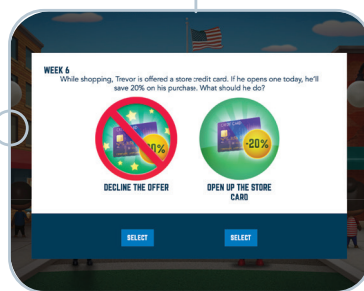 WEEK 6
While shopping, Trevor is offered a store credit card. If he opens one today, he'll
save 20% on his purchase. What should he do?
-20%
DECLINE THE OFFER
OPEN UP THE STORE
CARD
SELECT
SELECT